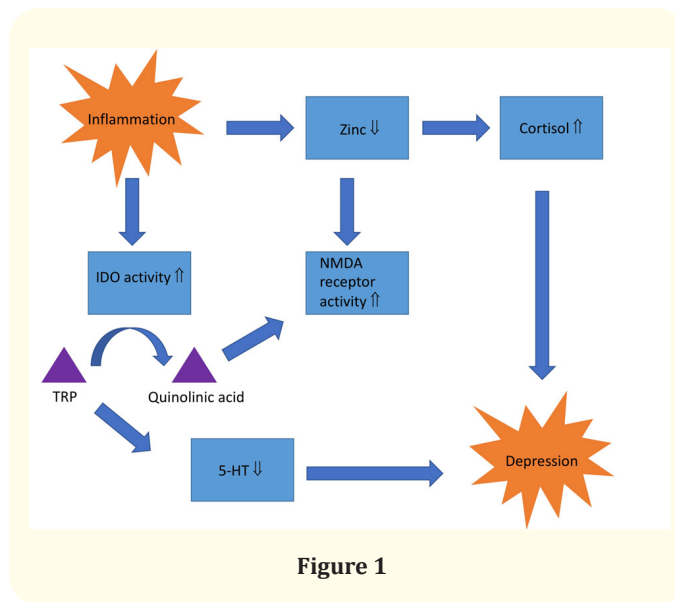 Inflammation
Zinc ⇓
Cortisol ⇑
IDO activity ⇑
NMDA
receptor
activity ⇑
TRP
Quinolinic acid
5-HT ⇓
Depression
Figure 1